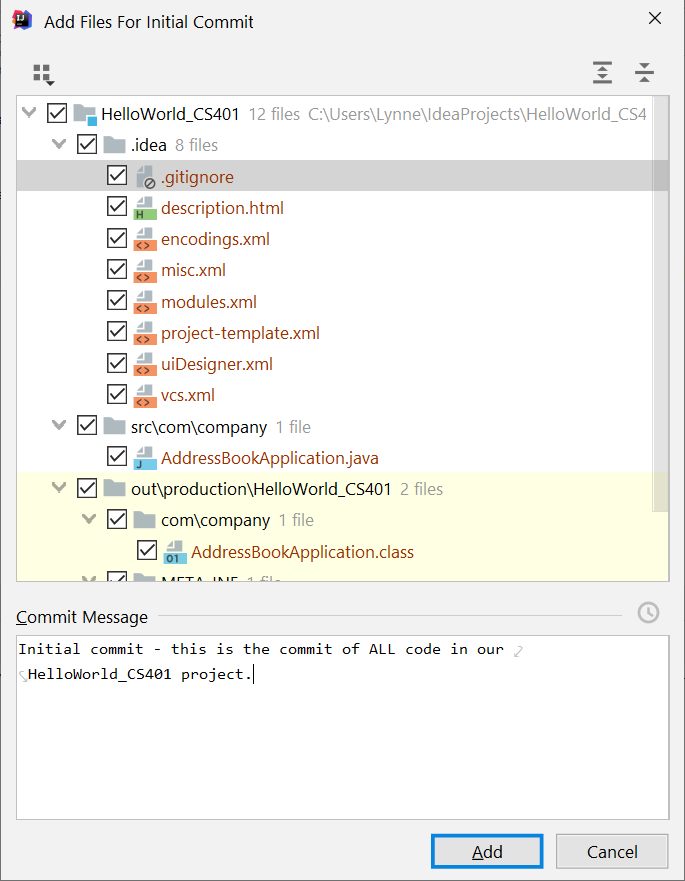 Add Files For Initial Commit
HelloWorld_CS401 12 files C:\Users\Lynne\IdeaProjects\HelloWorld_CS4
.idea 8 files
.gitignore
description.html
encodings.xml
misc.xml
modules.xml
project-template.xml
uiDesigner.xml
vcs.xml
src\com\company 1 file
AddressBookApplication.java
out\production\HelloWorld_CS401 2 files
com\company 1 file
AddressBookApplication.class
META-INF 1 file
Commit Message
Initial commit - this is the commit of ALL code in our
HelloWorld_CS401 project.
Add
Cancel